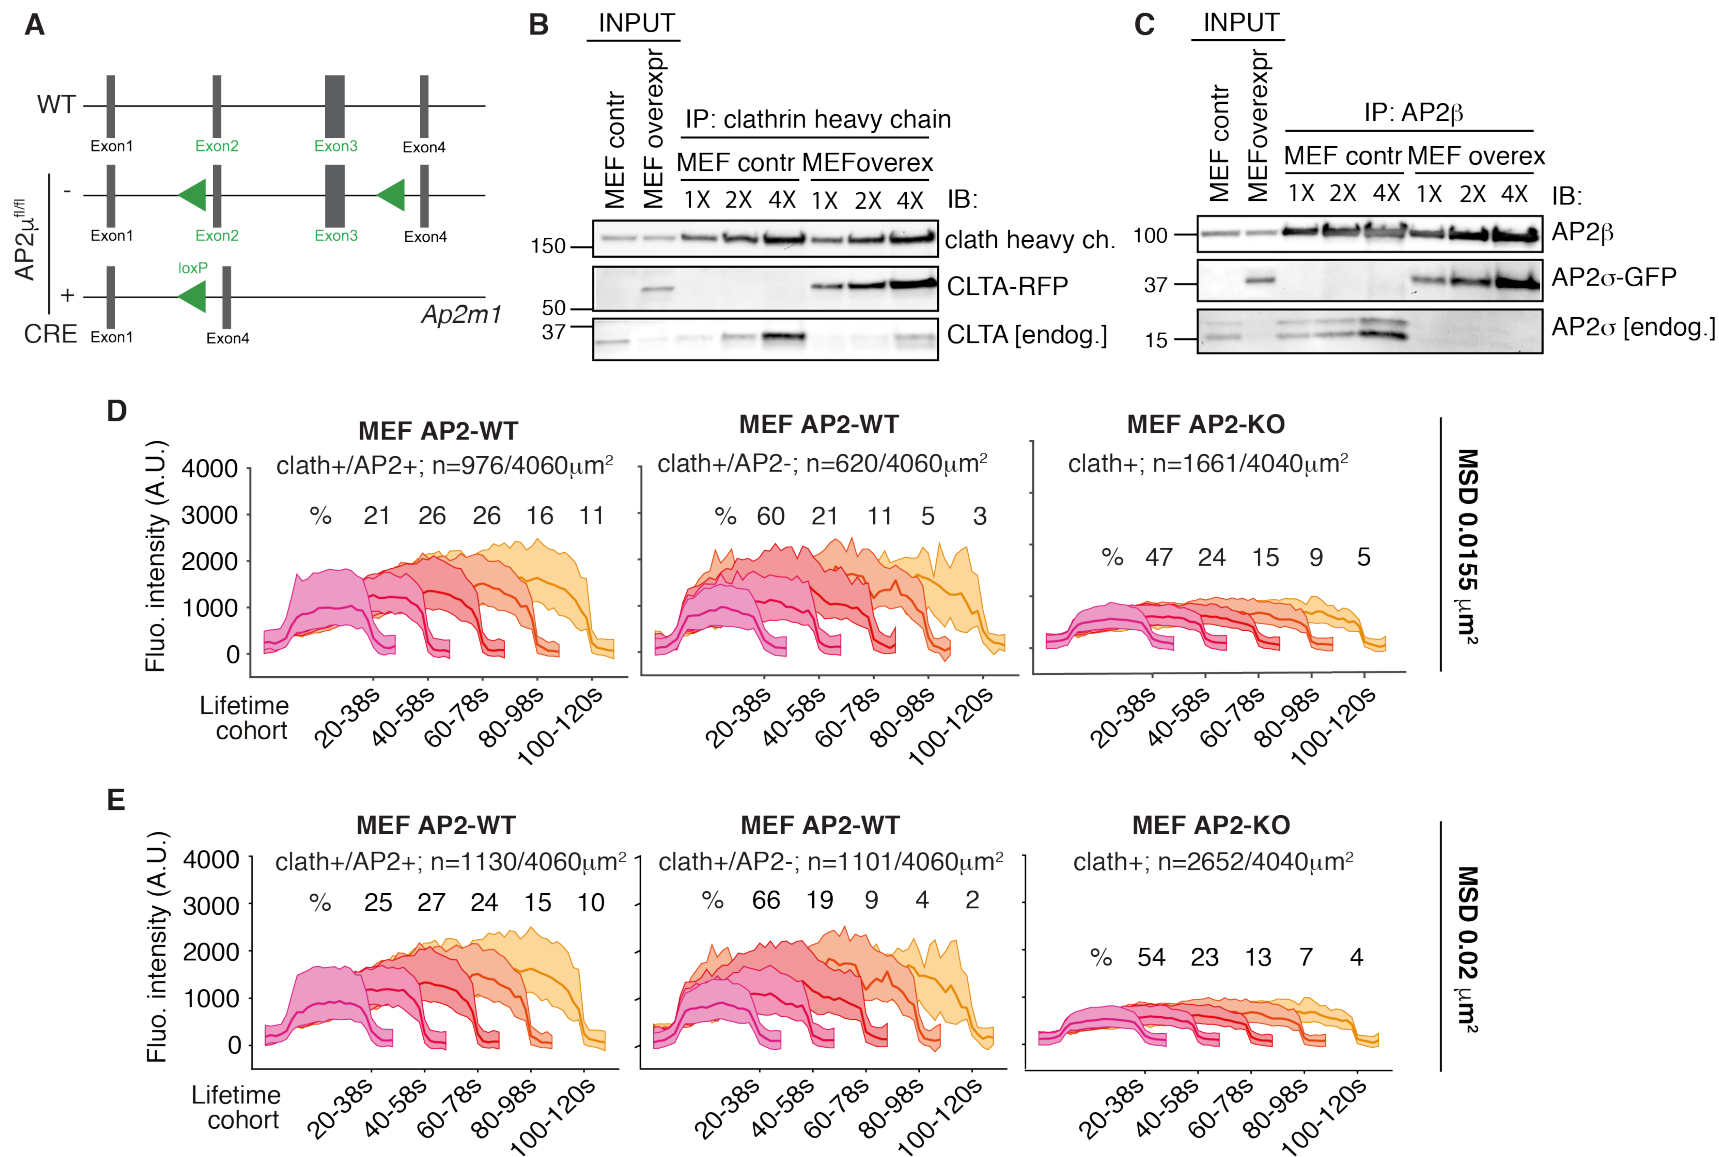 A
WT
Exon1 Exon2 Exon3 Exon4
AP2μfl/fl
-
Exon1 Exon2 Exon3 Exon4
loxP
+
CRE
Exon1 Exon4
Ap2m1
B
INPUT
MEF contr
MEF overexpr
IP: clathrin heavy chain
MEF contr MEFoverex
1X 2X 4X 1X 2X 4X IB:
150 clath heavy ch.
CLTA-RFP
50
37
CLTA [endog.]
C
INPUT
MEF contr
MEFoverexpr
IP: AP2β
MEF contr MEF overex
1X 2X 4X 1X 2X 4X IB:
100 AP2β
37 AP2σ-GFP
15 AP2σ [endog.]
D
MEF AP2-WT
clath+/AP2+; n=976/4060μm²
% 21 26 26 16 11
Fluo. intensity (A.U.)
4000
3000
2000
1000
0
Lifetime
cohort
20-38s 40-58s 60-78s 80-98s 100-120s
MEF AP2-WT
clath+/AP2-; n=620/4060μm²
% 60 21 11 5 3
20-38s 40-58s 60-78s 80-98s 100-120s
MEF AP2-KO
clath+; n=1661/4040μm²
% 47 24 15 9 5
20-38s 40-58s 60-78s 80-98s 100-120s
MSD 0.0155 μm²
E
MEF AP2-WT
clath+/AP2+; n=1130/4060μm²
% 25 27 24 15 10
Fluo. intensity (A.U.)
4000
3000
2000
1000
0
Lifetime
cohort
20-38s 40-58s 60-78s 80-98s 100-120s
MEF AP2-WT
clath+/AP2-; n=1101/4060μm²
% 66 19 9 4 2
20-38s 40-58s 60-78s 80-98s 100-120s
MEF AP2-KO
clath+; n=2652/4040μm²
% 54 23 13 7 4
20-38s 40-58s 60-78s 80-98s 100-120s
MSD 0.02 μm²